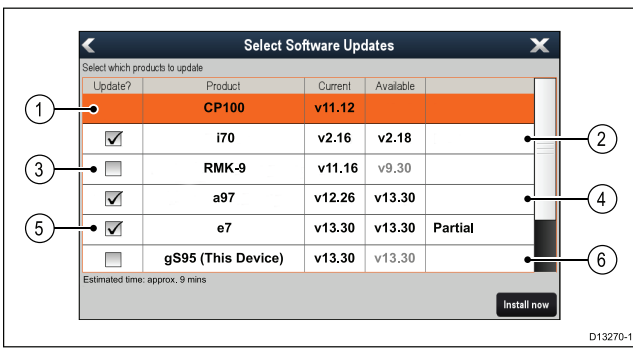 Select Software Updates
Select which products to update
Update? Product Current Available
1 CP100 v11.12
i70 v2.16 v2.18 2
3 RMK-9 v11.16 v9.30
a97 v12.26 v13.30 4
5 e7 v13.30 v13.30 Partial
gS95 (This Device) v13.30 v13.30 6
Estimated time: approx. 9 mins
Install now
D13270-1